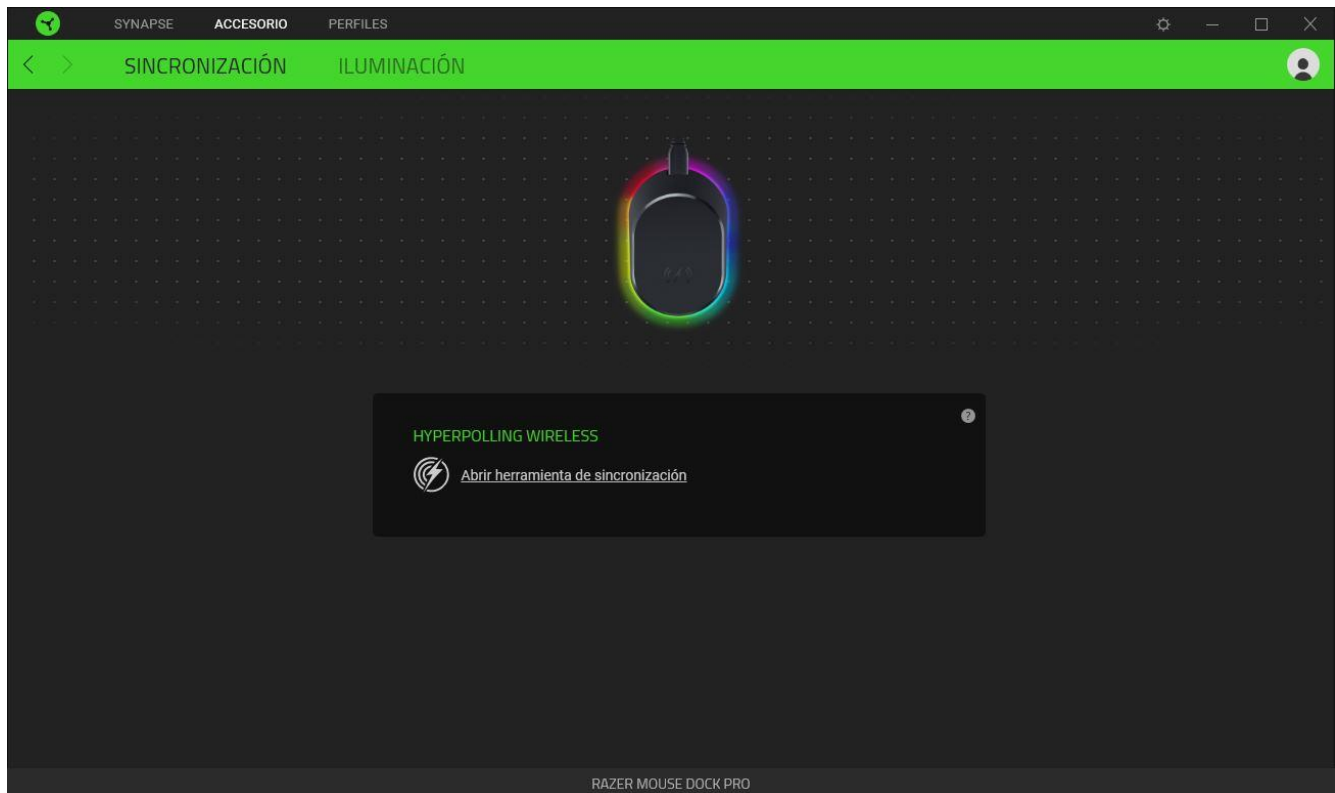 SYNAPSE ACCESORIO PERFILES
SINCRONIZACIÓN ILUMINACIÓN
?
HYPERPOLLING WIRELESS
Abrir herramienta de sincronización
RAZER MOUSE DOCK PRO